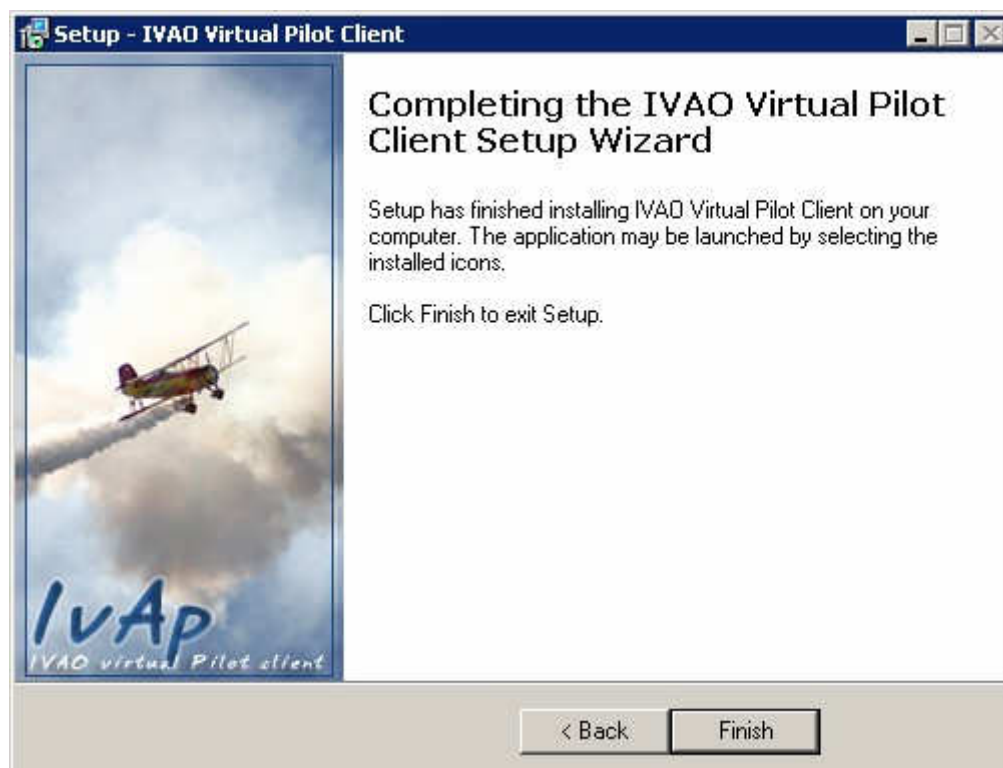 Setup - IVAO Virtual Pilot Client
Completing the IVAO Virtual Pilot
Client Setup Wizard
Setup has finished installing IVAO Virtual Pilot Client on your
computer. The application may be launched by selecting the
installed icons.
Click Finish to exit Setup.
IvAp
IVAO virtual Pilot client
< Back
Finish